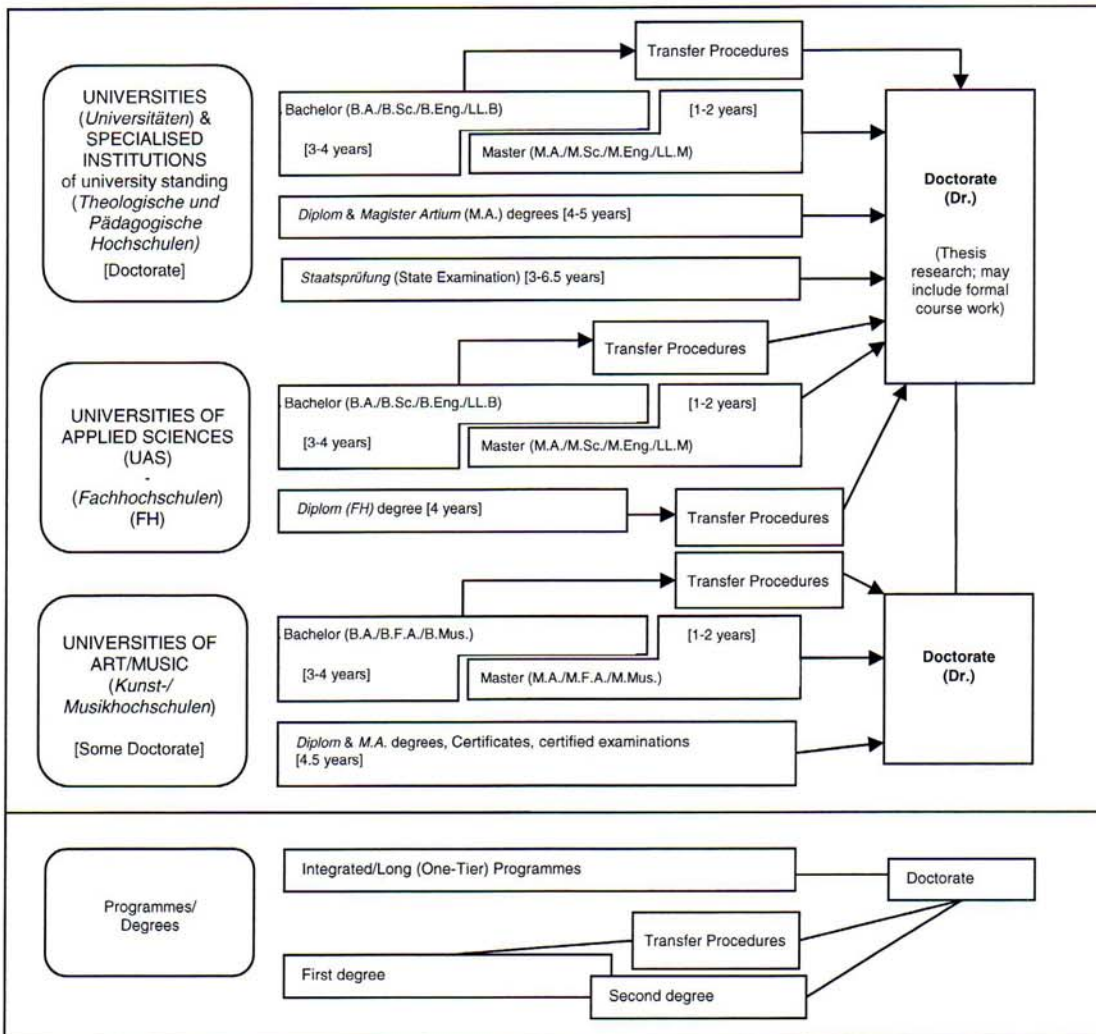 Transfer Procedures
UNIVERSITIES
(Universitäten) &
SPECIALISED
INSTITUTIONS
of university standing
(Theologische und
Pädagogische
Hochschulen)
[Doctorate]
Bachelor (B.A./B.Sc./B.Eng./LL.B)
[3-4 years]
[1-2 years]
Master (M.A./M.Sc./M.Eng./LL.M)
Diplom & Magister Artium (M.A.) degrees [4-5 years]
Staatsprüfung (State Examination) [3-6.5 years]
Doctorate
(Dr.)
(Thesis
research; may
include formal
course work)
Transfer Procedures
UNIVERSITIES OF
APPLIED SCIENCES
(UAS)
-
(Fachhochschulen)
(FH)
Bachelor (B.A./B.Sc./B.Eng./LL.B)
[3-4 years]
[1-2 years]
Master (M.A./M.Sc./M.Eng./LL.M)
Diplom (FH) degree [4 years]
Transfer Procedures
Transfer Procedures
UNIVERSITIES OF
ART/MUSIC
(Kunst-/
Musikhochschulen)
[Some Doctorate]
Bachelor (B.A./B.F.A./B.Mus.)
[3-4 years]
[1-2 years]
Master (M.A./M.F.A./M.Mus.)
Diplom & M.A. degrees, Certificates, certified examinations
[4.5 years]
Doctorate
(Dr.)
Programmes/
Degrees
Integrated/Long (One-Tier) Programmes
Doctorate
Transfer Procedures
First degree
Second degree